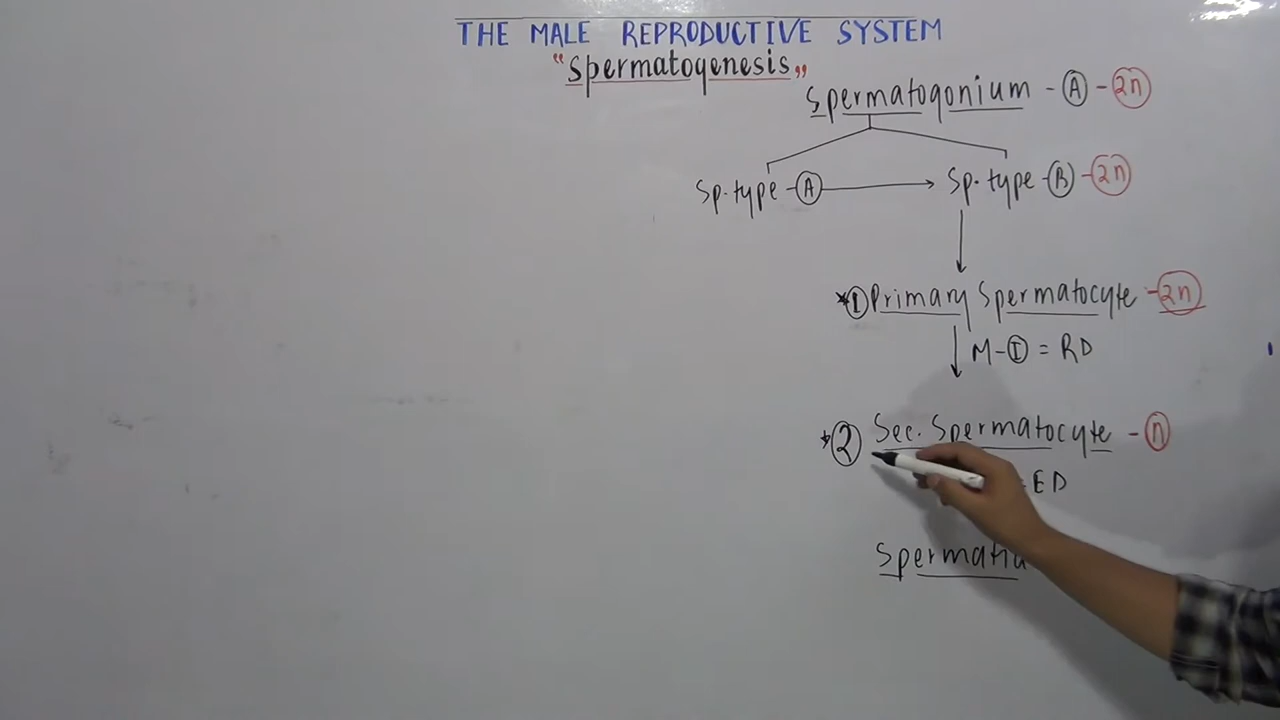 THE MALE REPRODUCTIVE SYSTEM
"Spermatogenesis"
Spermatogonium - A - 2n
Sp. type - A → Sp. type - B - 2n
*1 Primary Spermatocyte - 2n
M - I = RD
*2 Sec. Spermatocyte - n
= ED